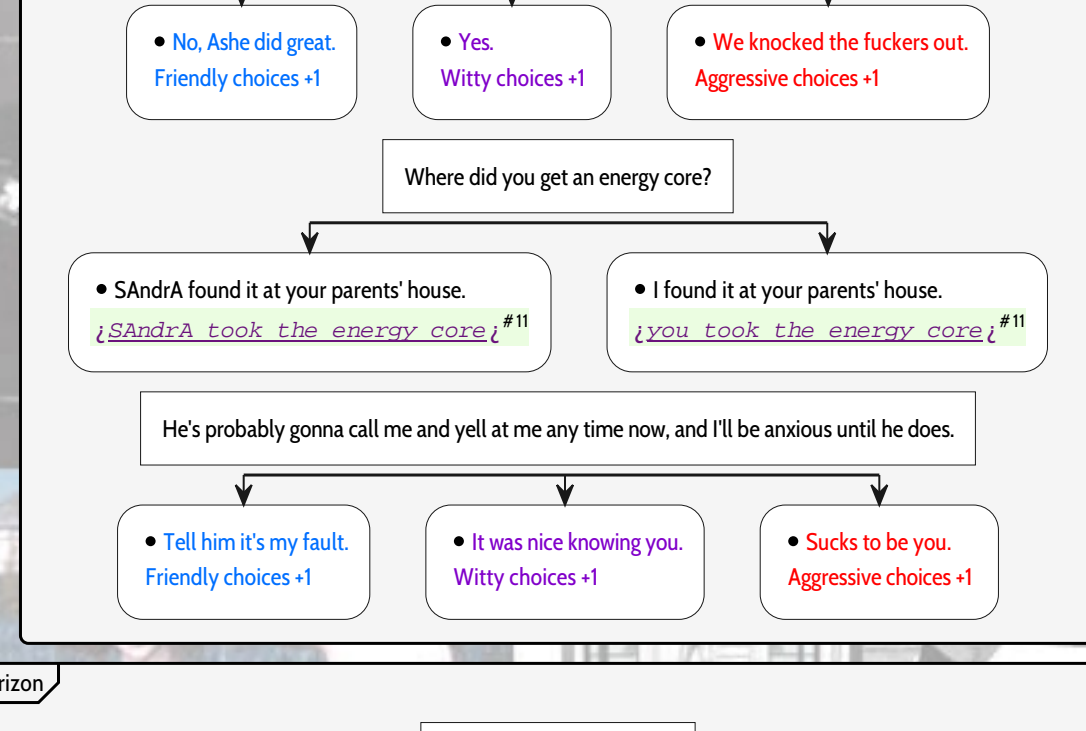 • No, Ashe did great.
Friendly choices +1
• Yes.
Witty choices +1
• We knocked the fuckers out.
Aggressive choices +1
Where did you get an energy core?
• SAndrA found it at your parents' house.
¿SAndrA took the energy core¿#11
• I found it at your parents' house.
¿you took the energy core¿#11
He's probably gonna call me and yell at me any time now, and I'll be anxious until he does.
• Tell him it's my fault.
Friendly choices +1
• It was nice knowing you.
Witty choices +1
• Sucks to be you.
Aggressive choices +1
rizon